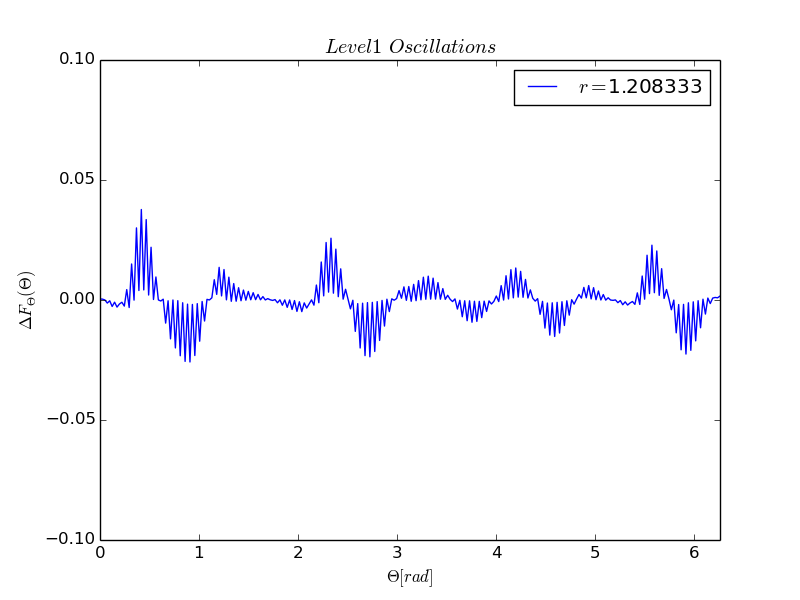 Level1 Oscillations
0.10
r=1.208333
0.05
0.00
−0.05
−0.10
ΔF_Θ(Θ)
0 1 2 3 4 5 6
Θ[rad]